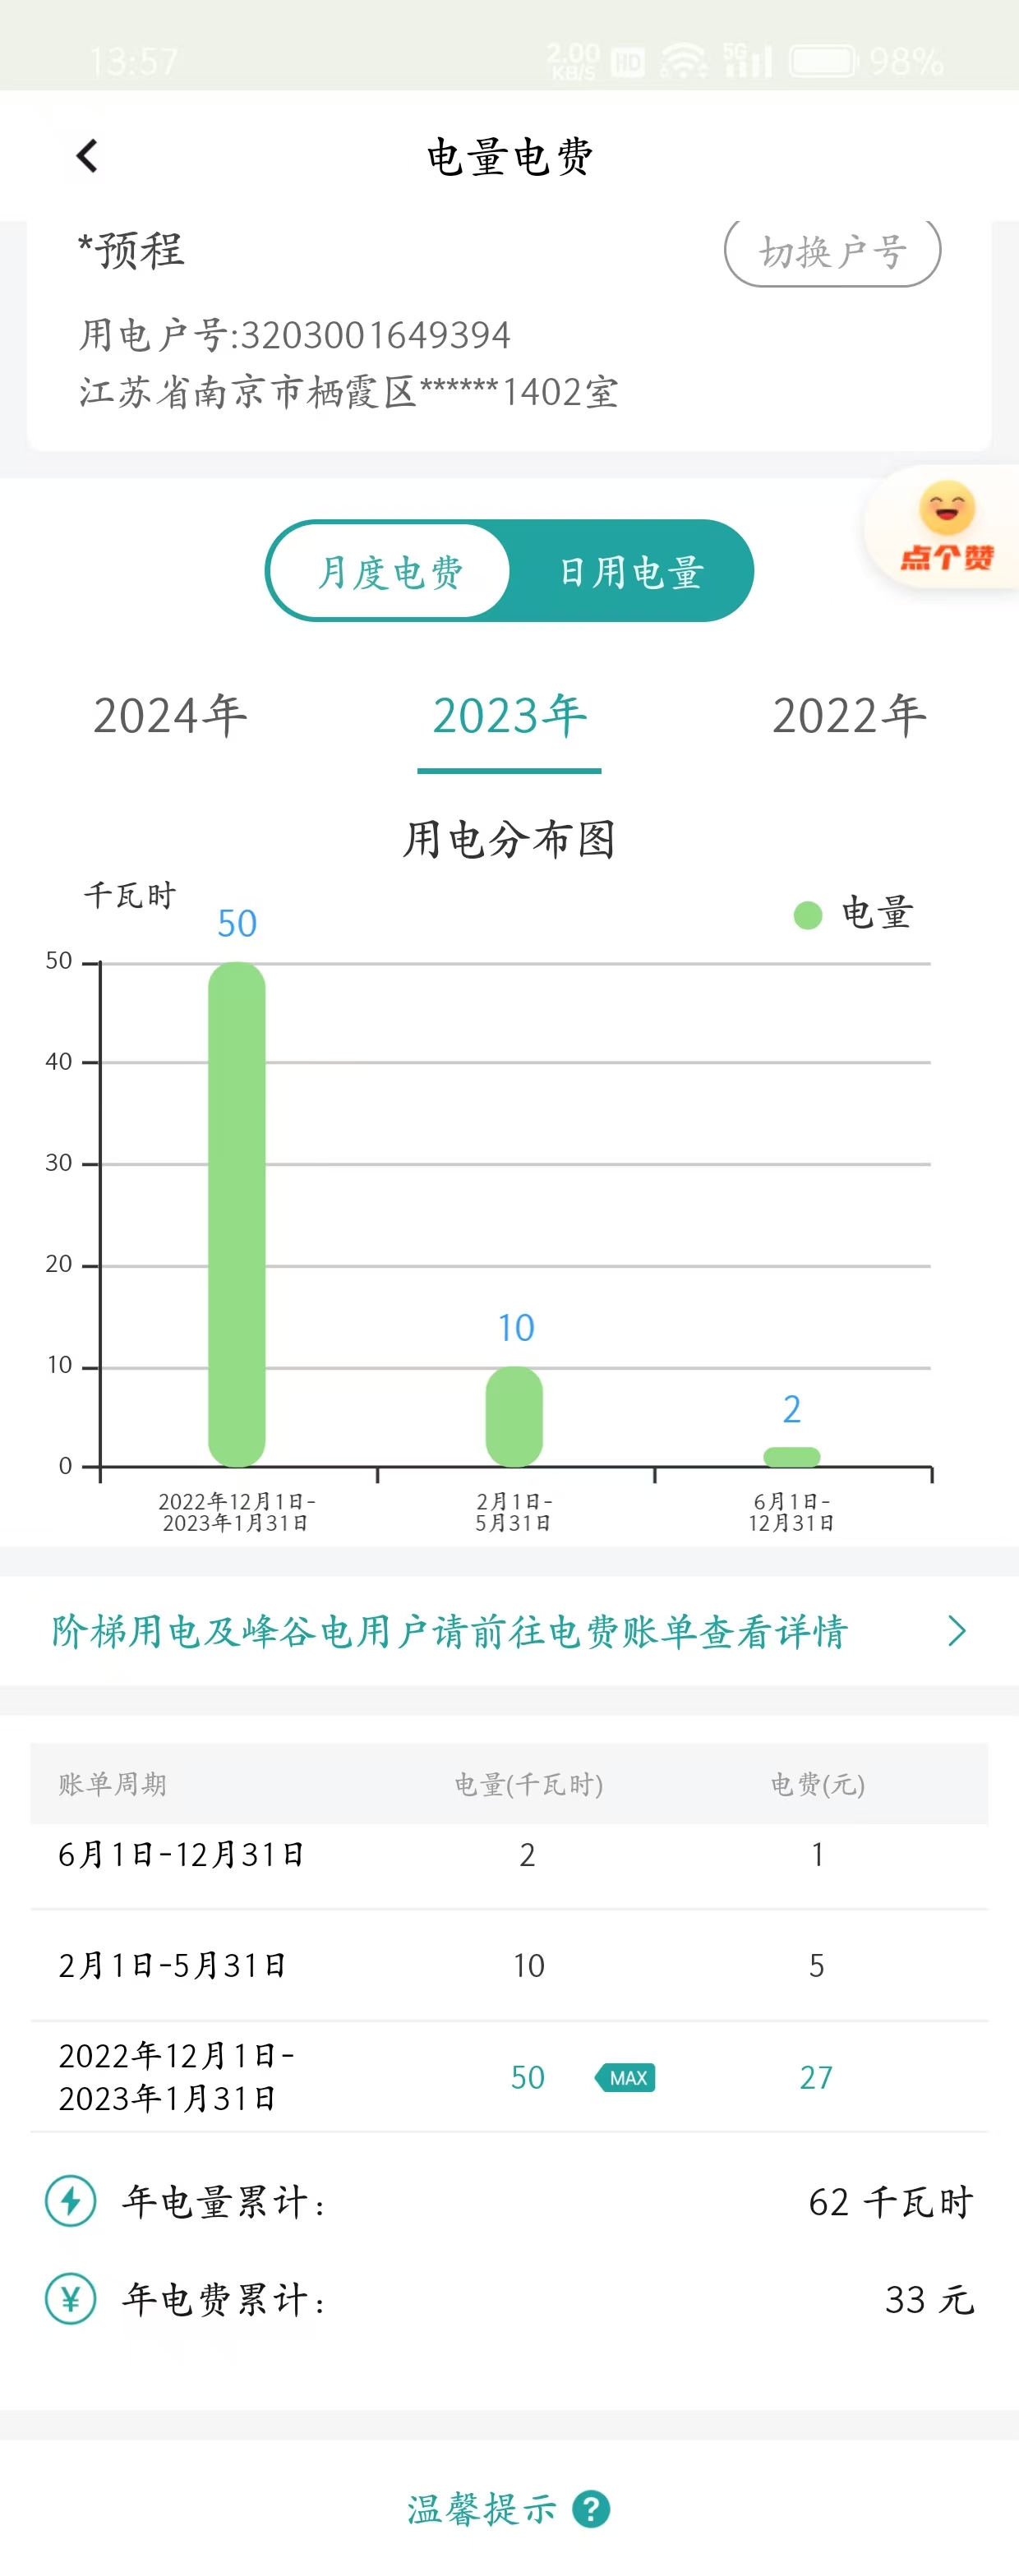 13:57
2.00 KB/S HD 6 5G 98%
电量电费
*预程
切换户号
用电户号:3203001649394
江苏省南京市栖霞区******1402室
点个赞
月度电费 日用电量
2024年 2023年 2022年
用电分布图
千瓦时
电量
50
50
40
30
20
10
10
2
0
2022年12月1日-
2023年1月31日
2月1日-
5月31日
6月1日-
12月31日
阶梯用电及峰谷电用户请前往电费账单查看详情
账单周期 电量(千瓦时) 电费(元)
6月1日-12月31日 2 1
2月1日-5月31日 10 5
2022年12月1日-
2023年1月31日 50 MAX 27
年电量累计： 62 千瓦时
¥ 年电费累计： 33 元
温馨提示 ?